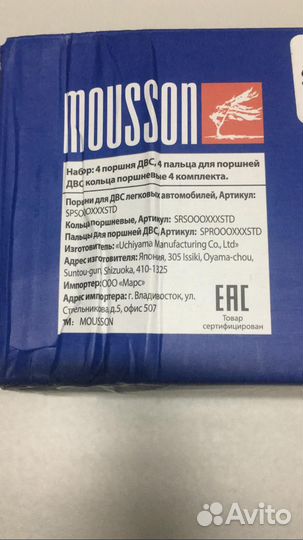 mousson
Набор: 4 поршня ДВС, 4 пальца для поршней
ДВС, кольца поршневые 4 комплекта.
Поршни для ДВС легковых автомобилей, Артикул:
SPSOOOXXXSTD
Кольца Поршневые, Артикул: SRSOOOXXXSTD
Пальцы для поршней ДВС, Артикул: SPROOOXXXSTD
Изготовитель: «Uchiyama Manufacturing Co., Ltd»
Адрес изготовителя: Япония, 305 Issiki, Oyama-chou,
Suntou-gun, Shizuoka, 410-1325
Импортер: ООО «Марс»
Адрес импортера: г. Владивосток, ул.
Стрельникова д.5, офис 507
TM: MOUSSON
EAC
Товар
сертифицирован
Avito